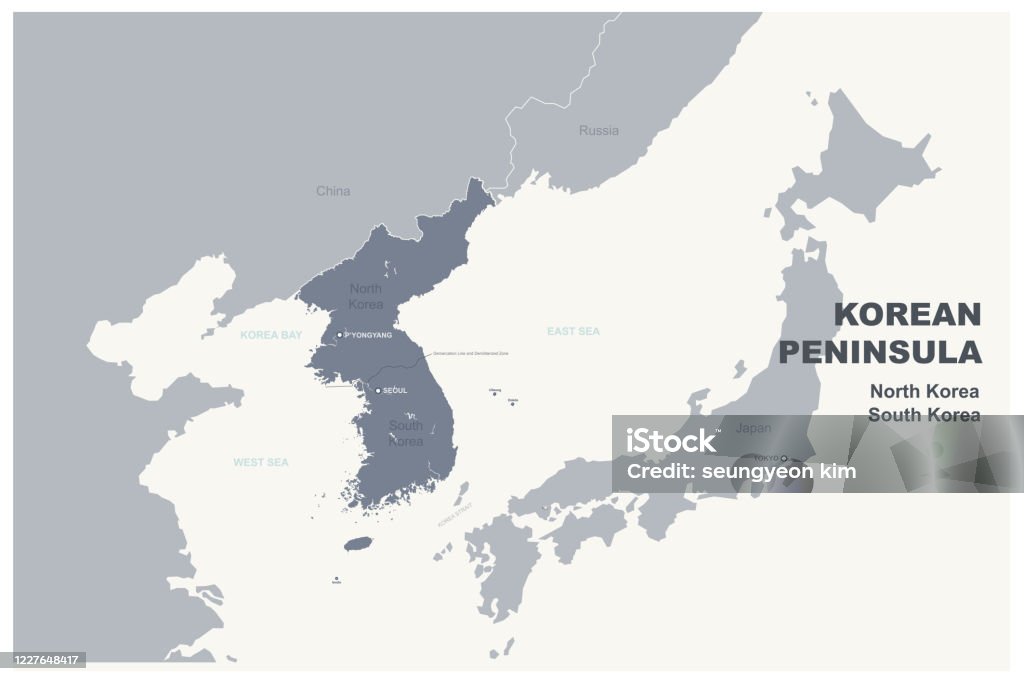 Russia
China
North
Korea
KOREA BAY
P'YONGYANG
EAST SEA
KOREAN
PENINSULA
North Korea
South Korea
Demarcation Line and Demilitarized Zone
SEOUL
Ulleung
Dokdo
South
Korea
Japan
TOKYO
WEST SEA
KOREA STRAIT
iStock™
Credit: seungyeon kim
1227648417